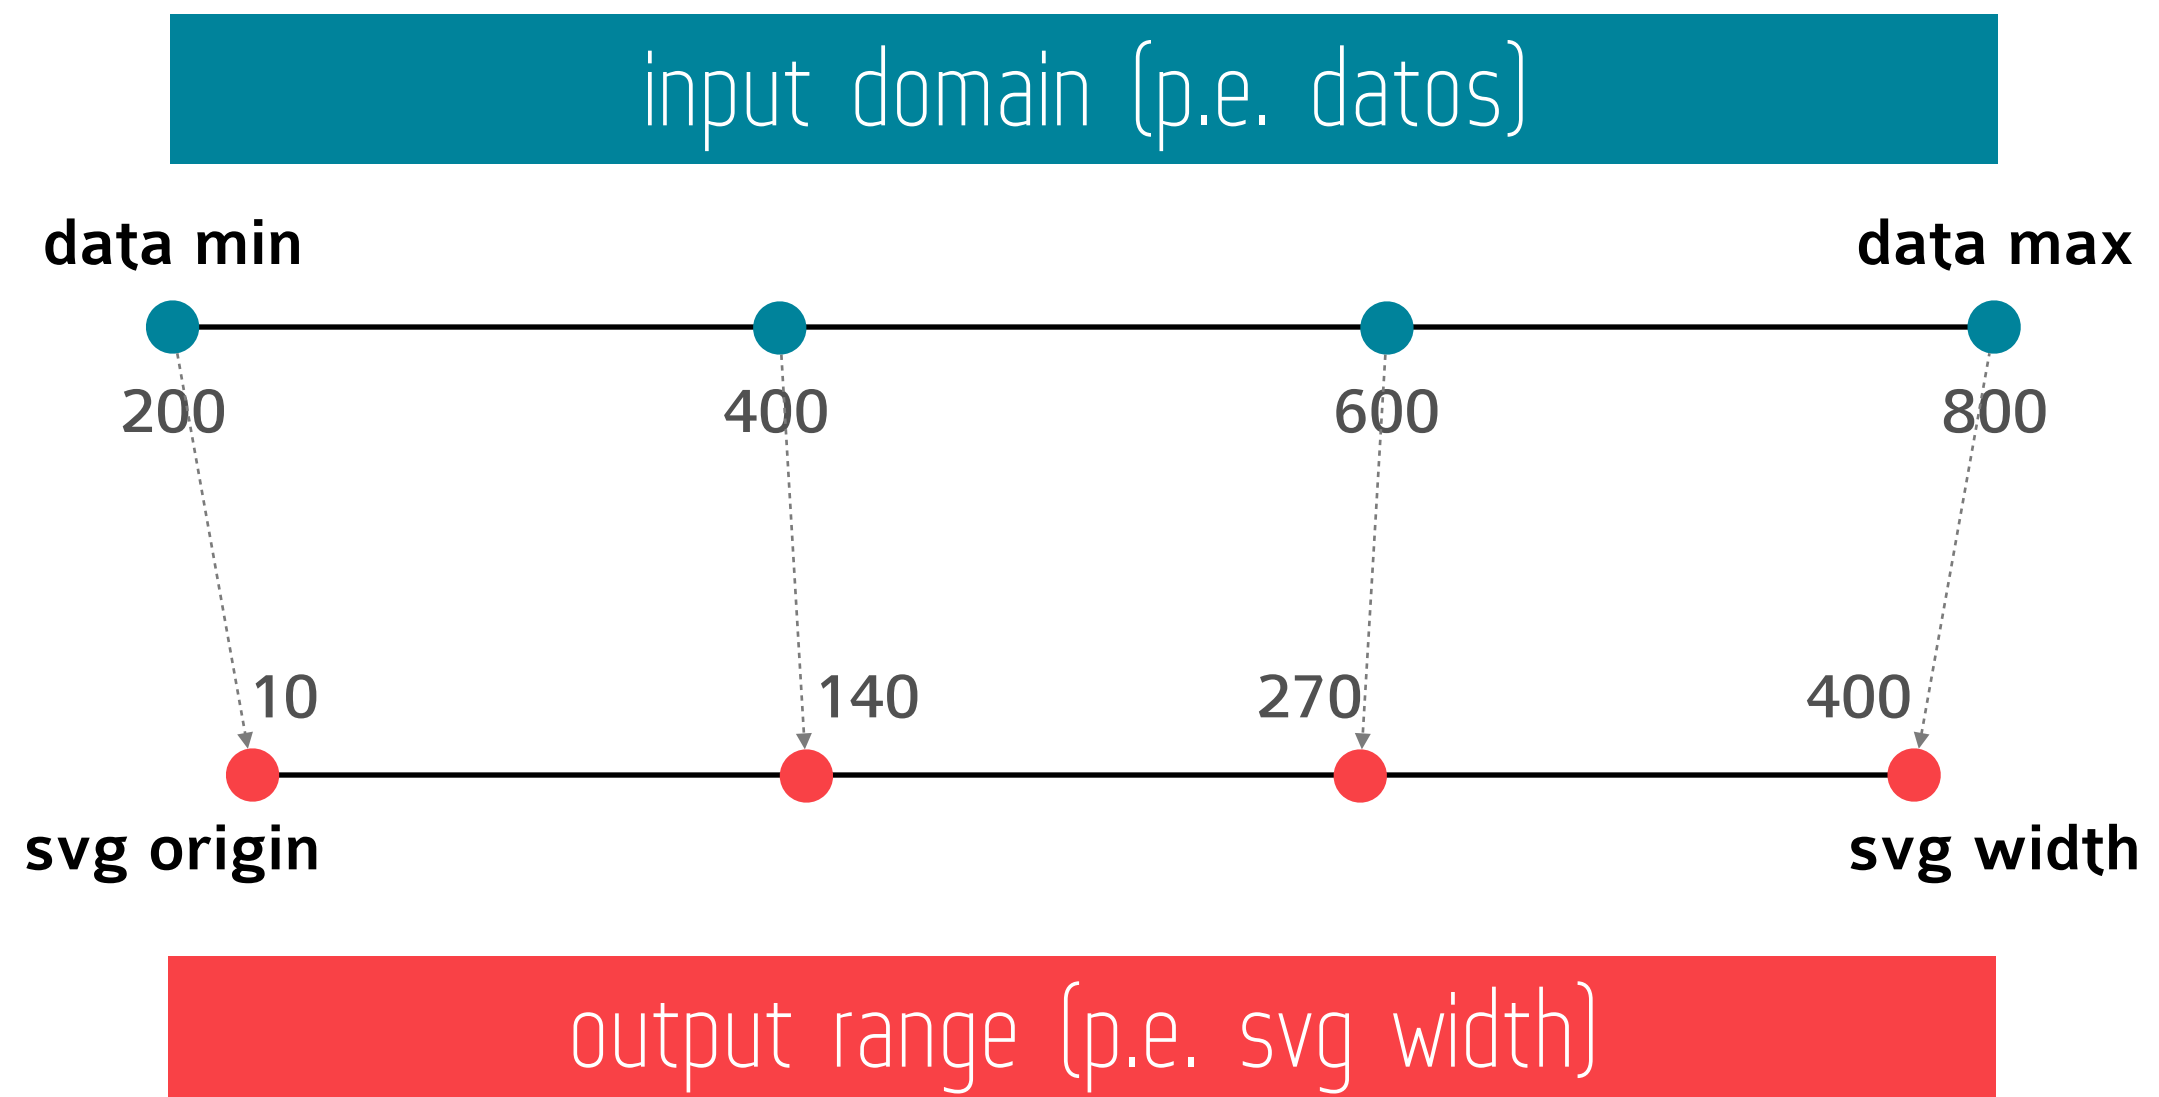 input domain (p.e. datos)
data min data max
200 400 600 800
10 140 270 400
svg origin svg width
output range (p.e. svg width)